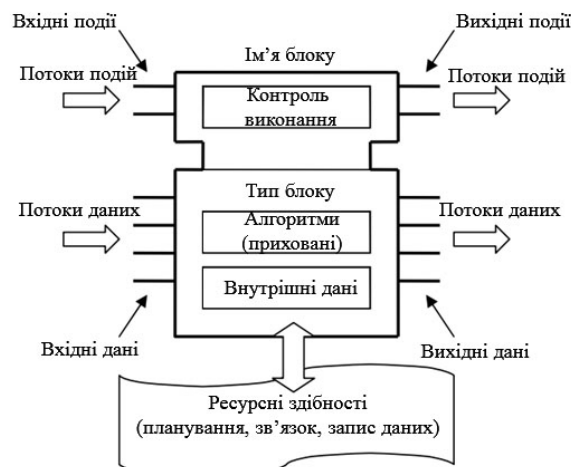 Вхідні події
Вихідні події
Ім’я блоку
Потоки подій
Потоки подій
Контроль
виконання
Тип блоку
Потоки даних
Потоки даних
Алгоритми
(приховані)
Внутрішні дані
Вхідні дані
Вихідні дані
Ресурсні здібності
(планування, зв’язок, запис даних)